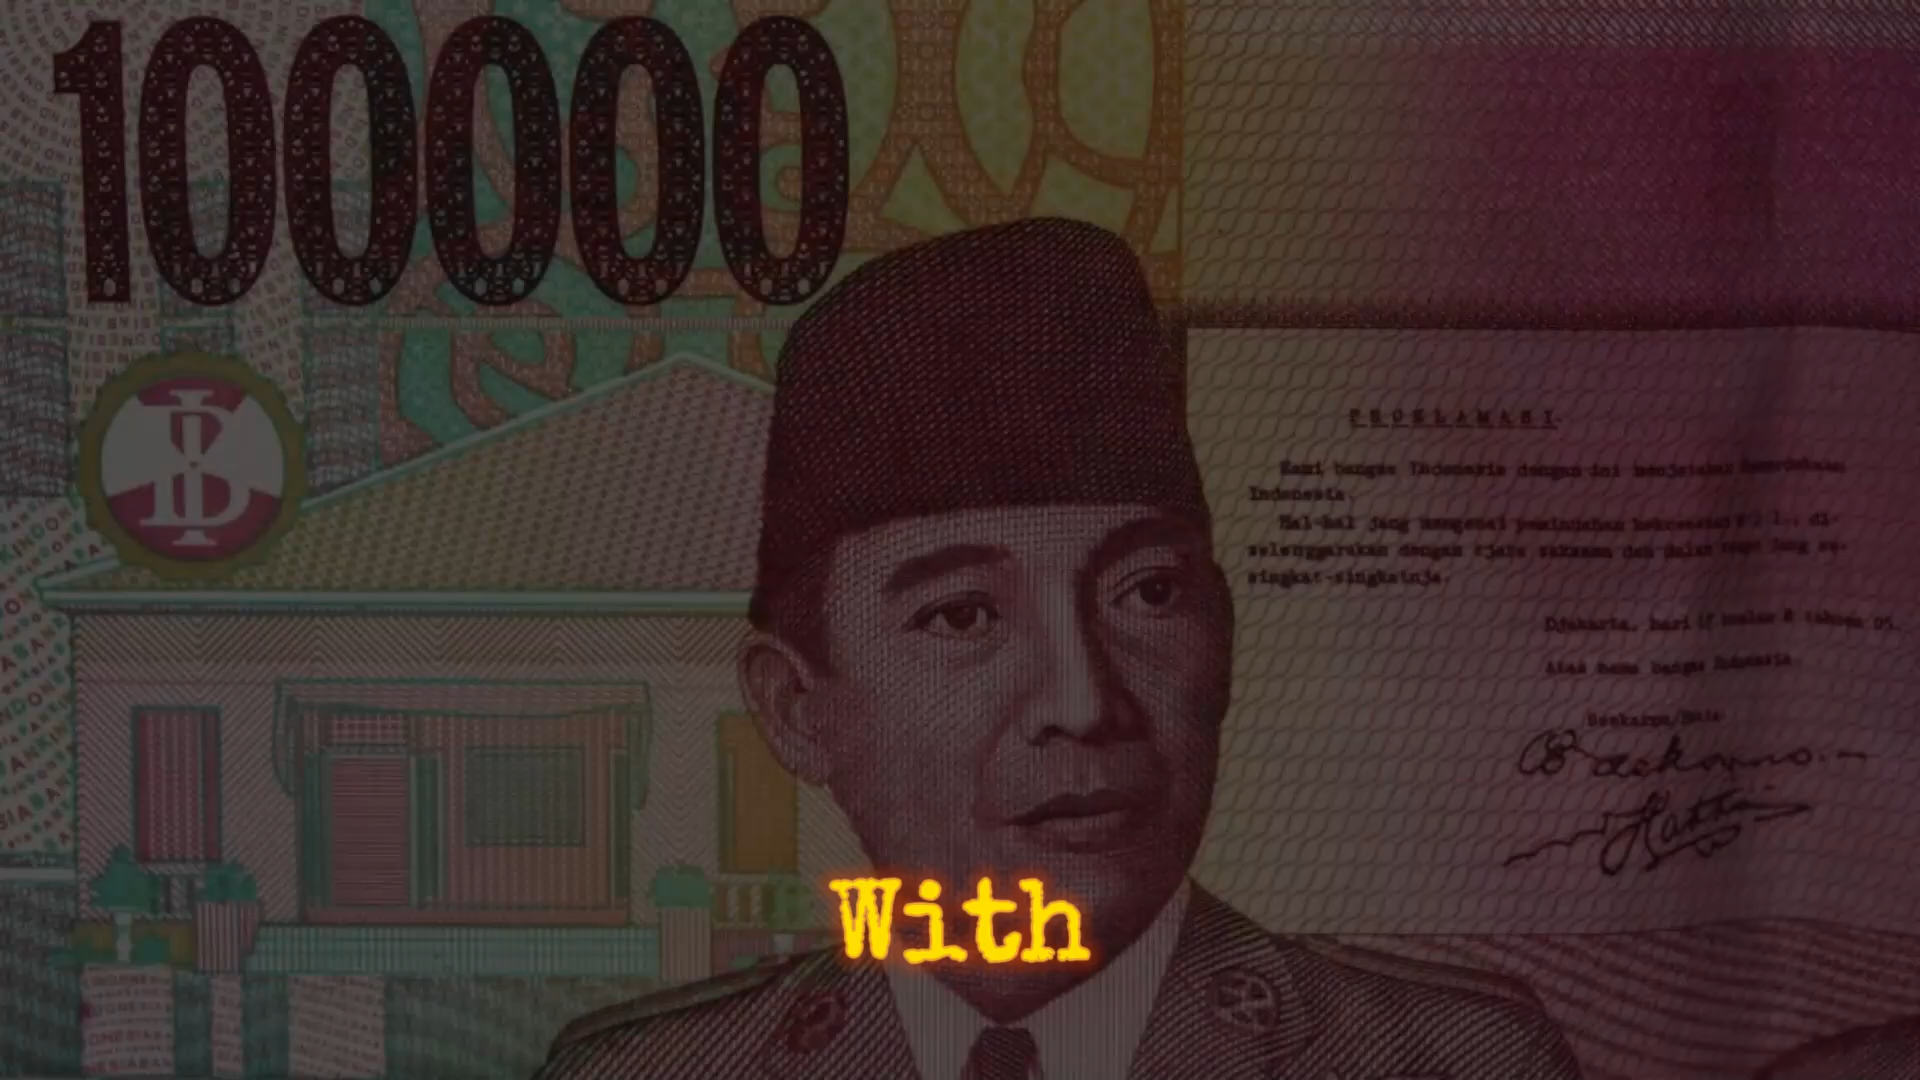 100000
PROKLAMASI
Kami bangsa Indonesia dengan ini menjatakan kemerdekaan
Indonesia.
Hal-hal jang mengenai pemindahan kekoeasaan d.l.l., di-
selenggarakan dengan tjara saksama dan dalam tempo jang se-
singkat-singkatnja.
Djakarta, hari 17 boelan 8 tahoen 05.
Atas nama bangsa Indonesia.
Soekarno/Hatta
With